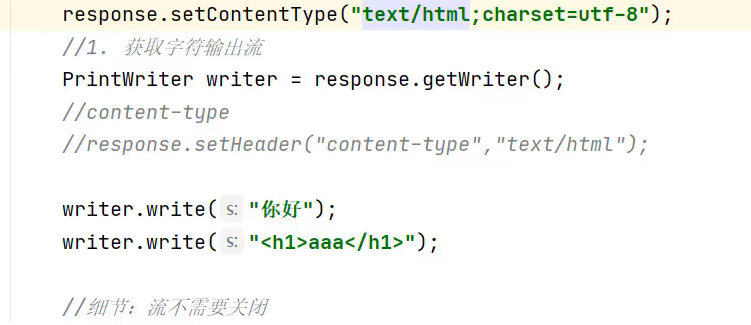 response.setContentType("text/html;charset=utf-8");
//1. 获取字符输出流
PrintWriter writer = response.getWriter();
//content-type
//response.setHeader("content-type","text/html");
writer.write( s: "你好");
writer.write( s: "<h1>aaa</h1>");
//细节：流不需要关闭